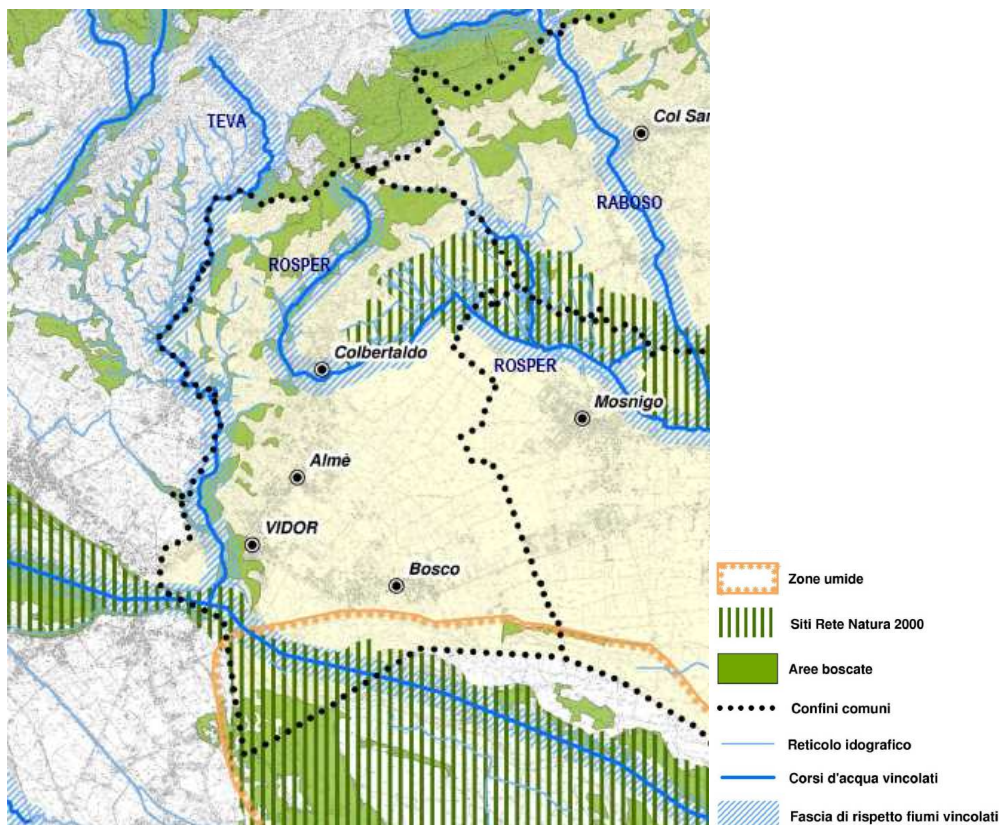 TEVA
Col Sar
RABOSO
ROSPER
Colbertaldo
ROSPER
Mosnigo
Almè
VIDOR
Bosco
Zone umide
Siti Rete Natura 2000
Aree boscate
Confini comuni
Reticolo idografico
Corsi d'acqua vincolati
Fascia di rispetto fiumi vincolati